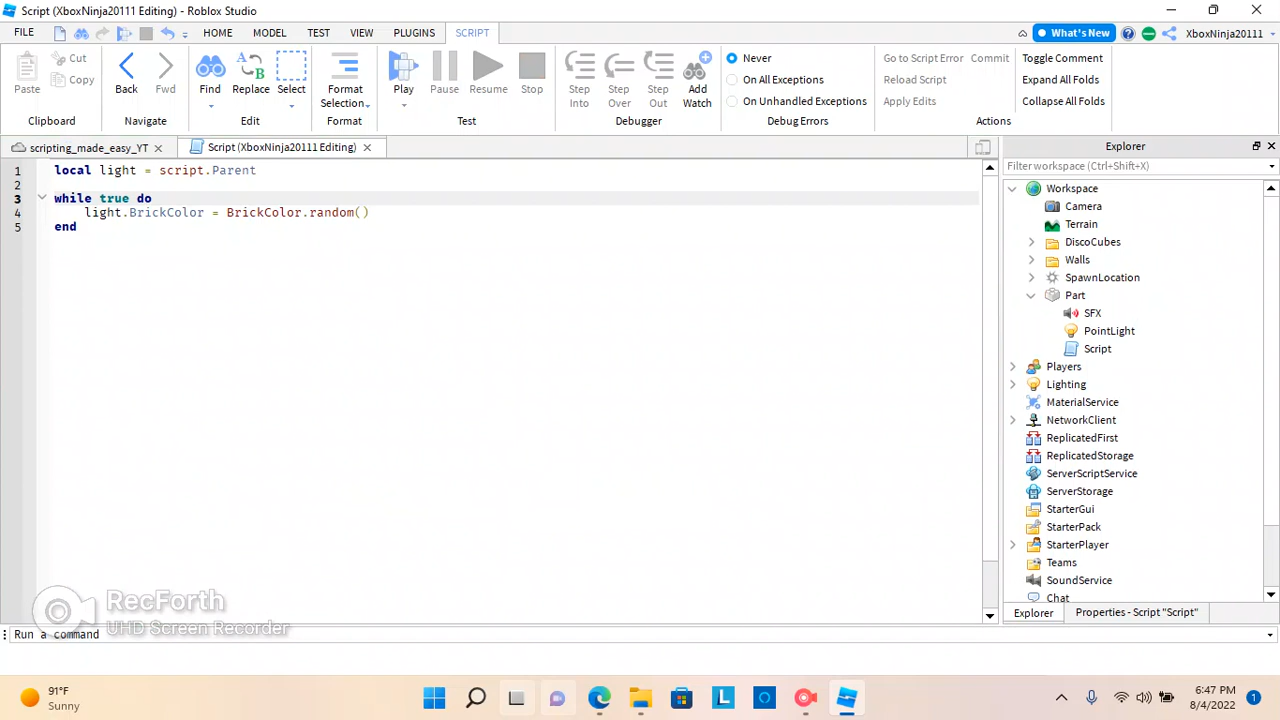 Script (XboxNinja20111 Editing) - Roblox Studio
FILE HOME MODEL TEST VIEW PLUGINS SCRIPT What's New XboxNinja20111
Paste Cut Copy Back Fwd Find Replace Select Format Selection Play Pause Resume Stop Step Into Step Over Step Out Add Watch
Never
On All Exceptions
On Unhandled Exceptions
Go to Script Error Commit Toggle Comment
Reload Script Expand All Folds
Apply Edits Collapse All Folds
Clipboard Navigate Edit Format Test Debugger Debug Errors Actions
scripting_made_easy_YT Script (XboxNinja20111 Editing) Explorer
1 local light = script.Parent
2
3 while true do
4 light.BrickColor = BrickColor.random()
5 end
Filter workspace (Ctrl+Shift+X)
Workspace
Camera
Terrain
DiscoCubes
Walls
SpawnLocation
Part
SFX
PointLight
Script
Players
Lighting
MaterialService
NetworkClient
ReplicatedFirst
ReplicatedStorage
ServerScriptService
ServerStorage
StarterGui
StarterPack
StarterPlayer
Teams
SoundService
Chat
Explorer Properties - Script "Script"
RecForth
UHD Screen Recorder
Run a command
91°F
Sunny
6:47 PM
8/4/2022
1